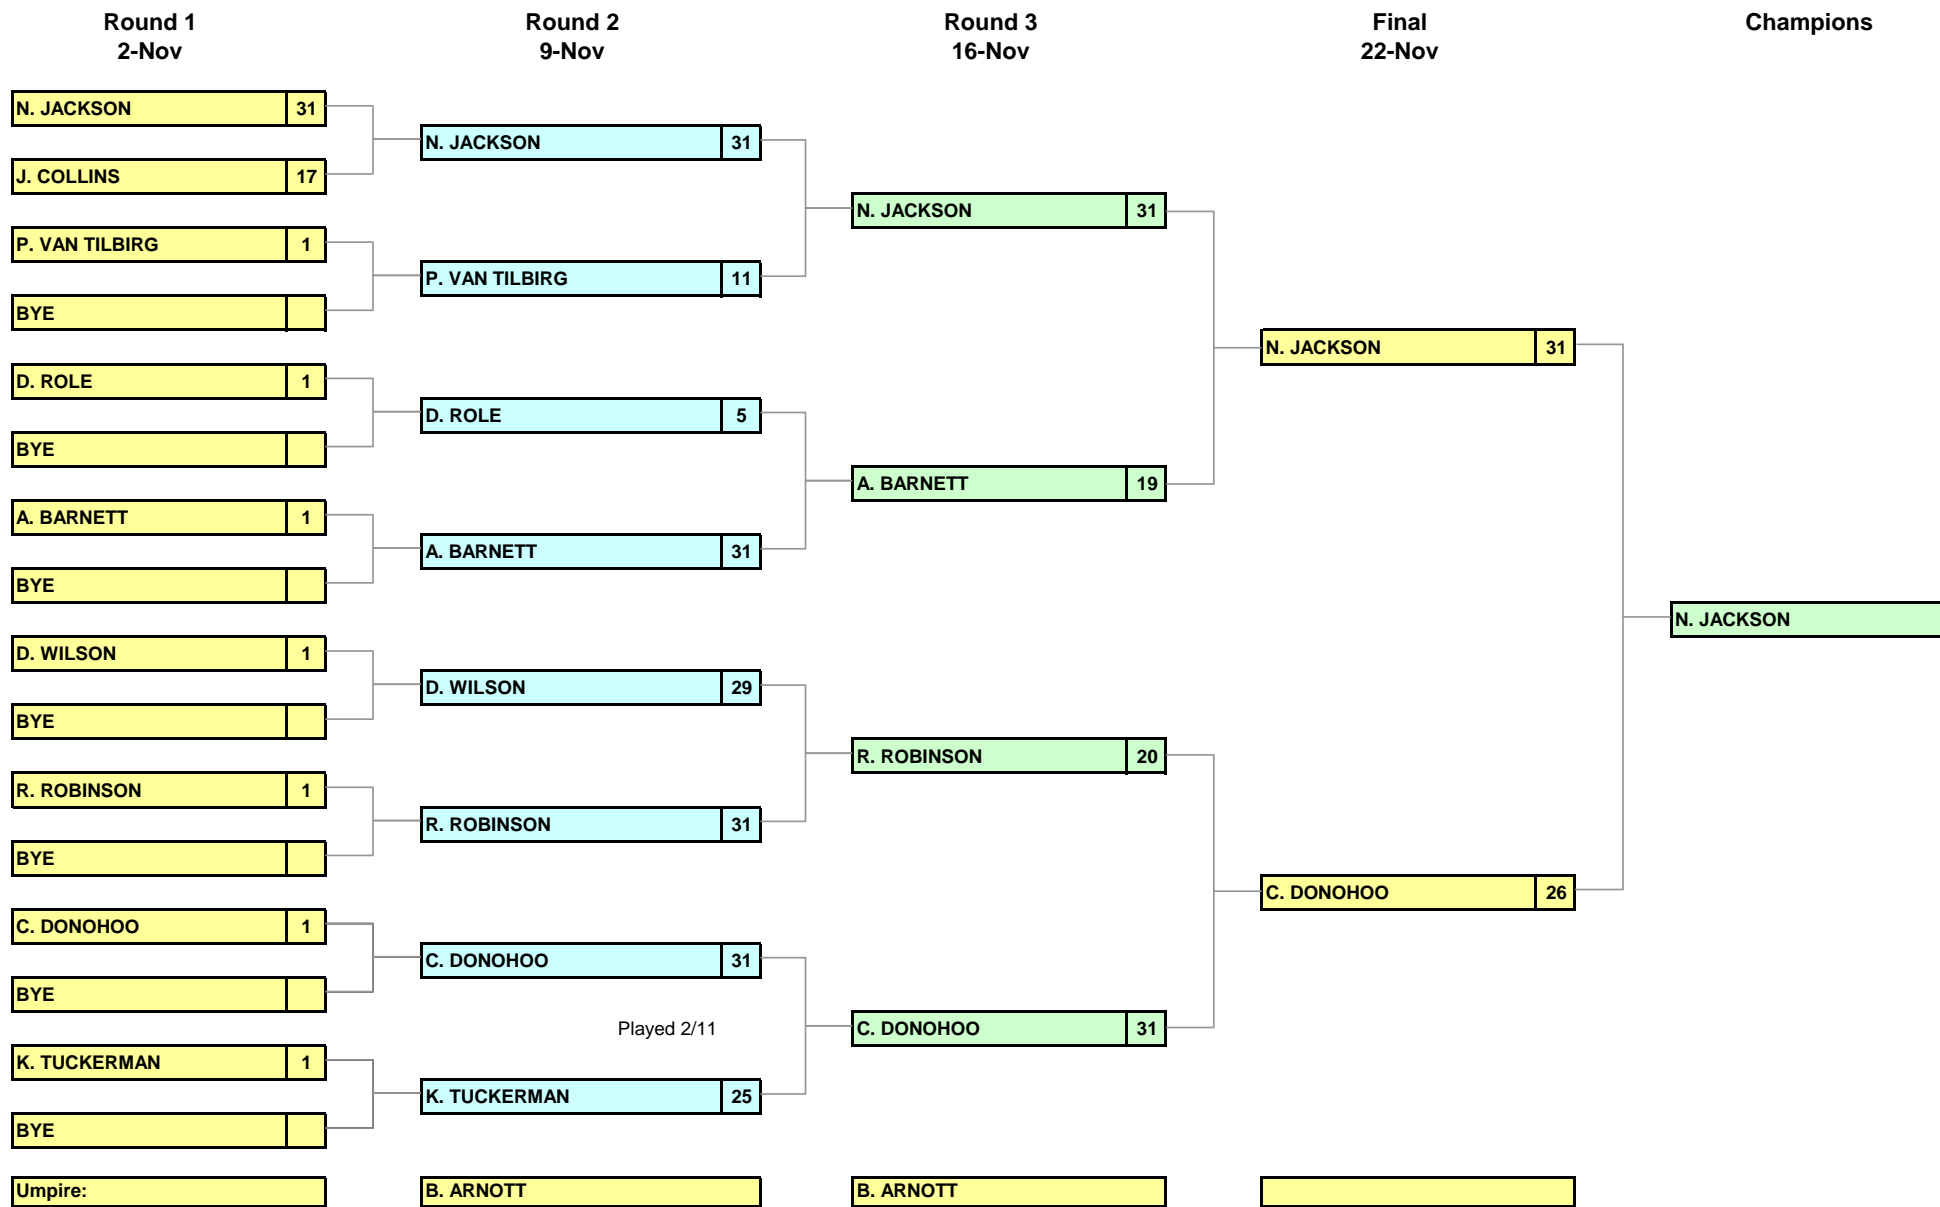 Round 1
2-Nov
Round 2
9-Nov
Round 3
16-Nov
Final
22-Nov
Champions
N. JACKSON 31
J. COLLINS 17
P. VAN TILBIRG 1
BYE
D. ROLE 1
BYE
A. BARNETT 1
BYE
D. WILSON 1
BYE
R. ROBINSON 1
BYE
C. DONOHOO 1
BYE
K. TUCKERMAN 1
BYE
Umpire:
N. JACKSON 31
P. VAN TILBIRG 11
D. ROLE 5
A. BARNETT 31
D. WILSON 29
R. ROBINSON 31
C. DONOHOO 31
Played 2/11
K. TUCKERMAN 25
B. ARNOTT
N. JACKSON 31
A. BARNETT 19
R. ROBINSON 20
C. DONOHOO 31
B. ARNOTT
N. JACKSON 31
C. DONOHOO 26
N. JACKSON